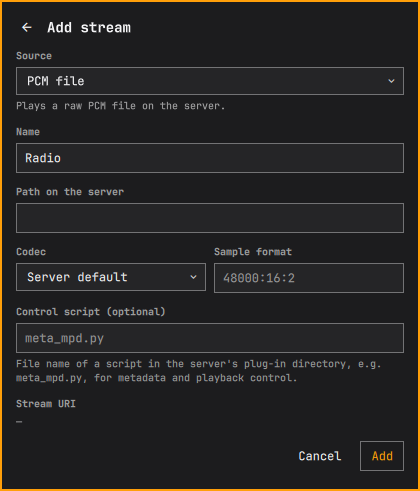 ← Add stream
Source
PCM file
Plays a raw PCM file on the server.
Name
Radio
Path on the server
Codec
Sample format
Server default
48000:16:2
Control script (optional)
meta_mpd.py
File name of a script in the server's plug-in directory, e.g.
meta_mpd.py, for metadata and playback control.
Stream URI
—
Cancel
Add